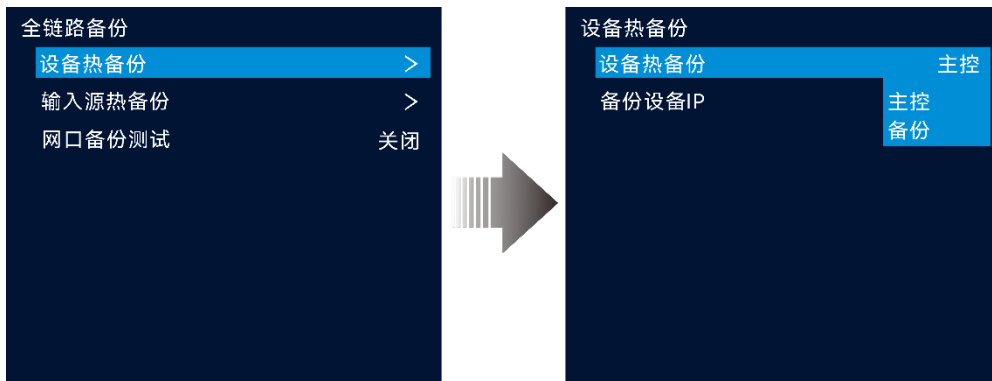 全链路备份
设备热备份 >
输入源热备份 >
网口备份测试 关闭
设备热备份
设备热备份 主控
备份设备IP
主控
备份